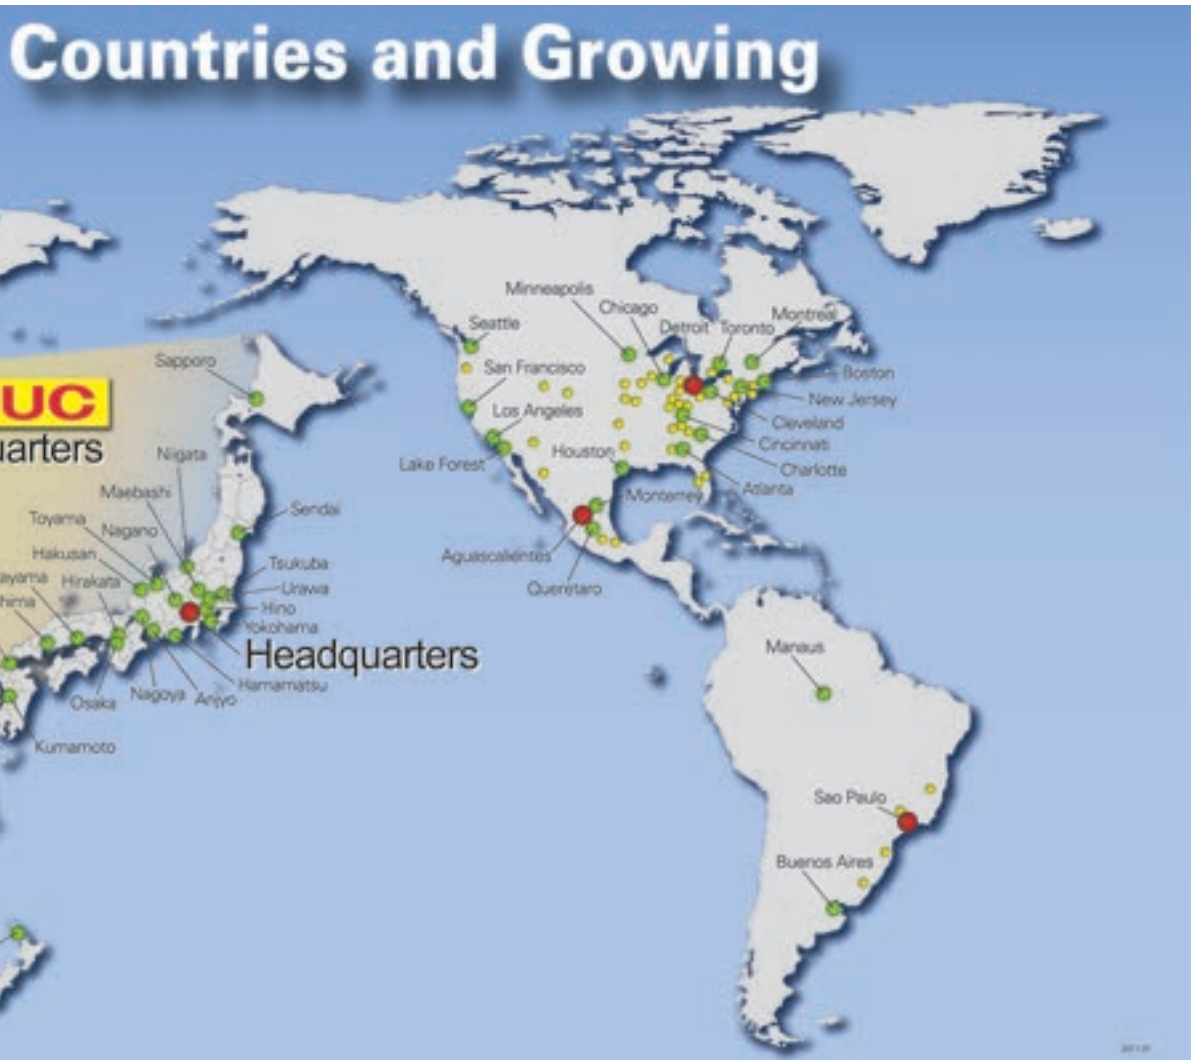 Countries and Growing
Minneapolis
Chicago
Seattle
Detroit
Toronto
Montreal
Sapporo
San Francisco
Boston
UC
New Jersey
Los Angeles
Cleveland
uarters
Niigata
Houston
Cincinnati
Lake Forest
Charlotte
Maebashi
Monterrey
Atlanta
Toyama
Nagano
Sendai
Hakusan
Aguascalientes
Tsukuba
ayama
Hirakata
Urawa
Queretaro
hima
Hino
Yokohama
Headquarters
Manaus
Hamamatsu
Osaka
Nagoya
Anjyo
Kumamoto
Sao Paulo
Buenos Aires